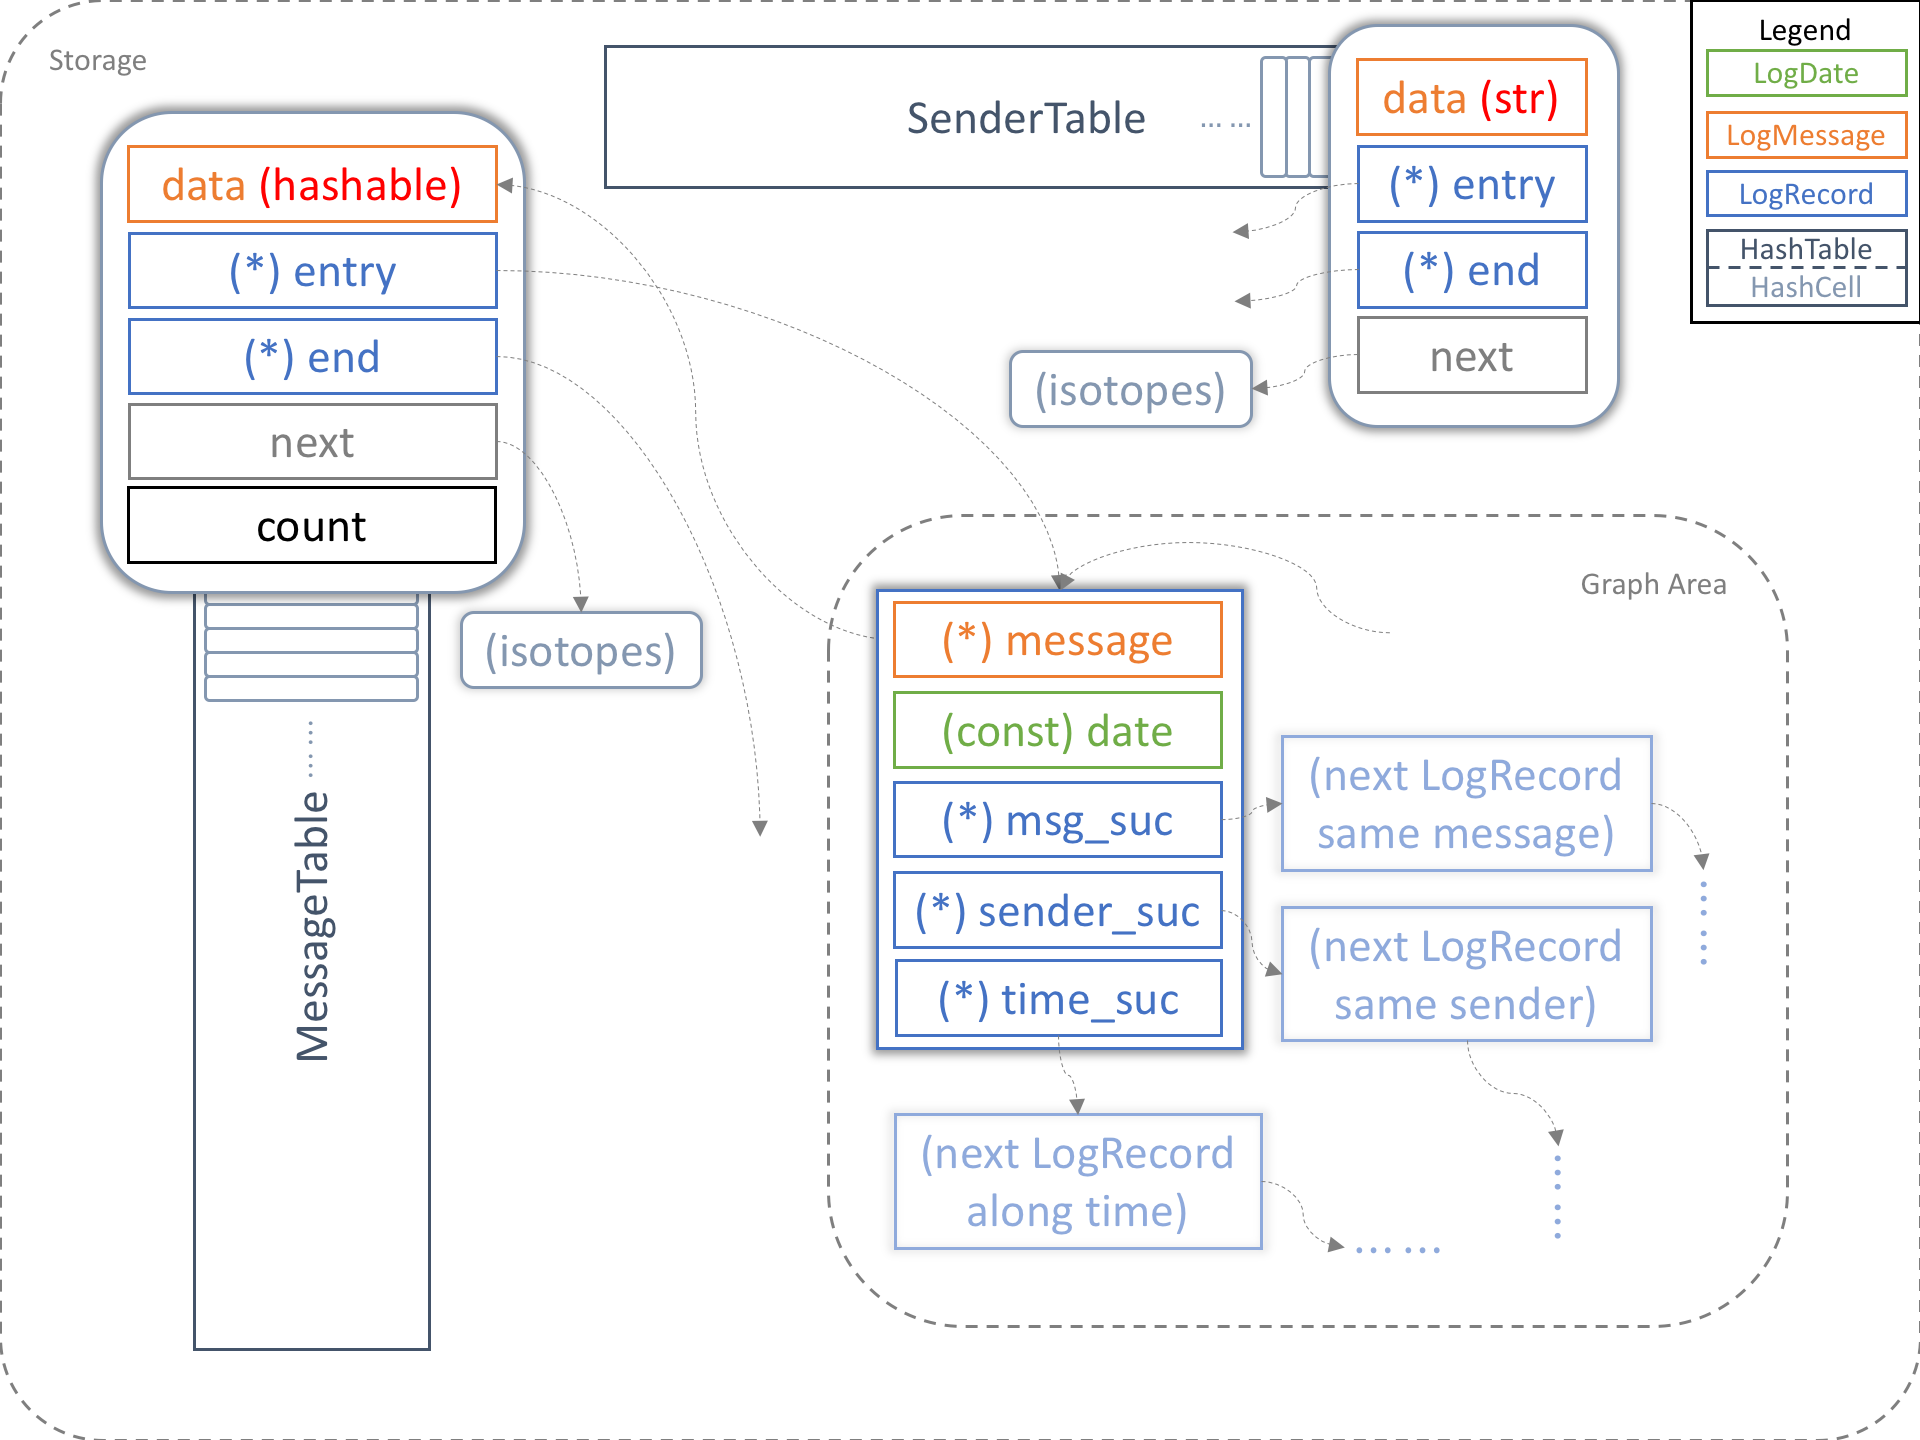 Storage
data (hashable)
(*) entry
(*) end
next
count
(isotopes)
...... MessageTable
SenderTable ... ...
data (str)
(*) entry
(*) end
next
(isotopes)
Legend
LogDate
LogMessage
LogRecord
HashTable
HashCell
Graph Area
(*) message
(const) date
(*) msg_suc
(*) sender_suc
(*) time_suc
(next LogRecord
same message)
......
(next LogRecord
same sender)
......
(next LogRecord
along time)
... ...